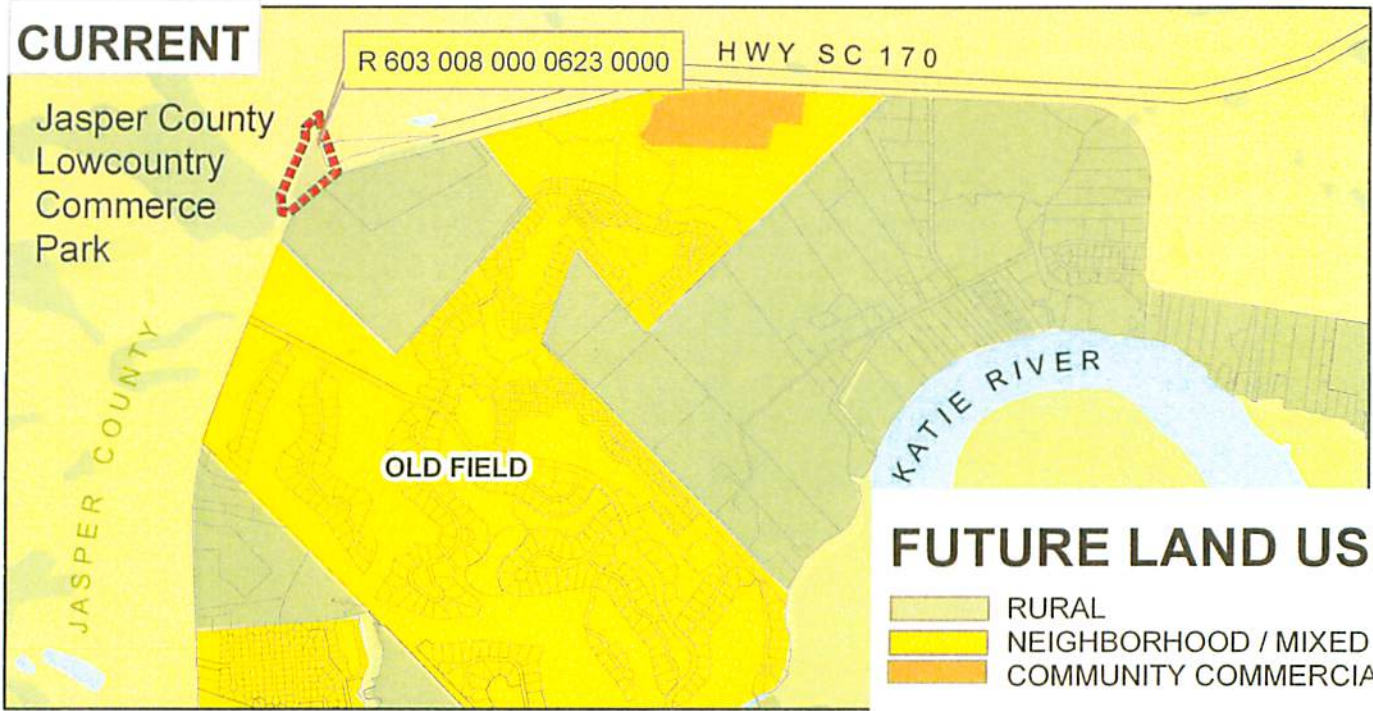 CURRENT
R 603 008 000 0623 0000
HWY SC 170
Jasper County
Lowcountry
Commerce
Park
JASPER COUNTY
OLD FIELD
KATIE RIVER
FUTURE LAND US
RURAL
NEIGHBORHOOD / MIXED
COMMUNITY COMMERCIA